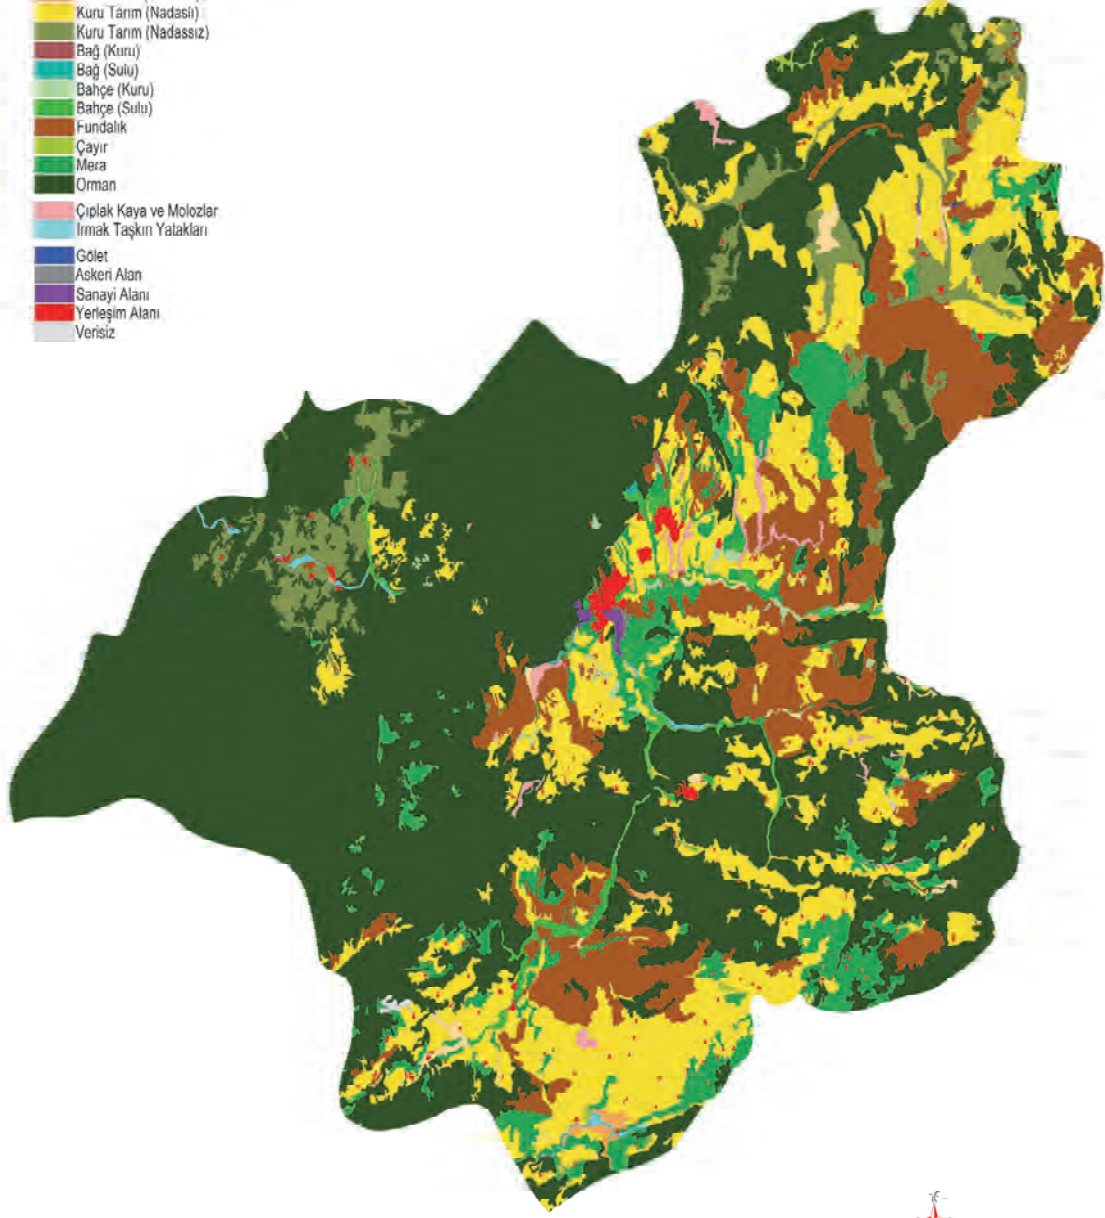 Kuru Tarım (Nadaslı)
Kuru Tarım (Nadassız)
Bağ (Kuru)
Bağ (Sulu)
Bahçe (Kuru)
Bahçe (Sulu)
Fundalık
Çayır
Mera
Orman
Çıplak Kaya ve Molozlar
Irmak Taşkın Yatakları
Gölet
Askeri Alan
Sanayi Alanı
Yerleşim Alanı
Verisiz